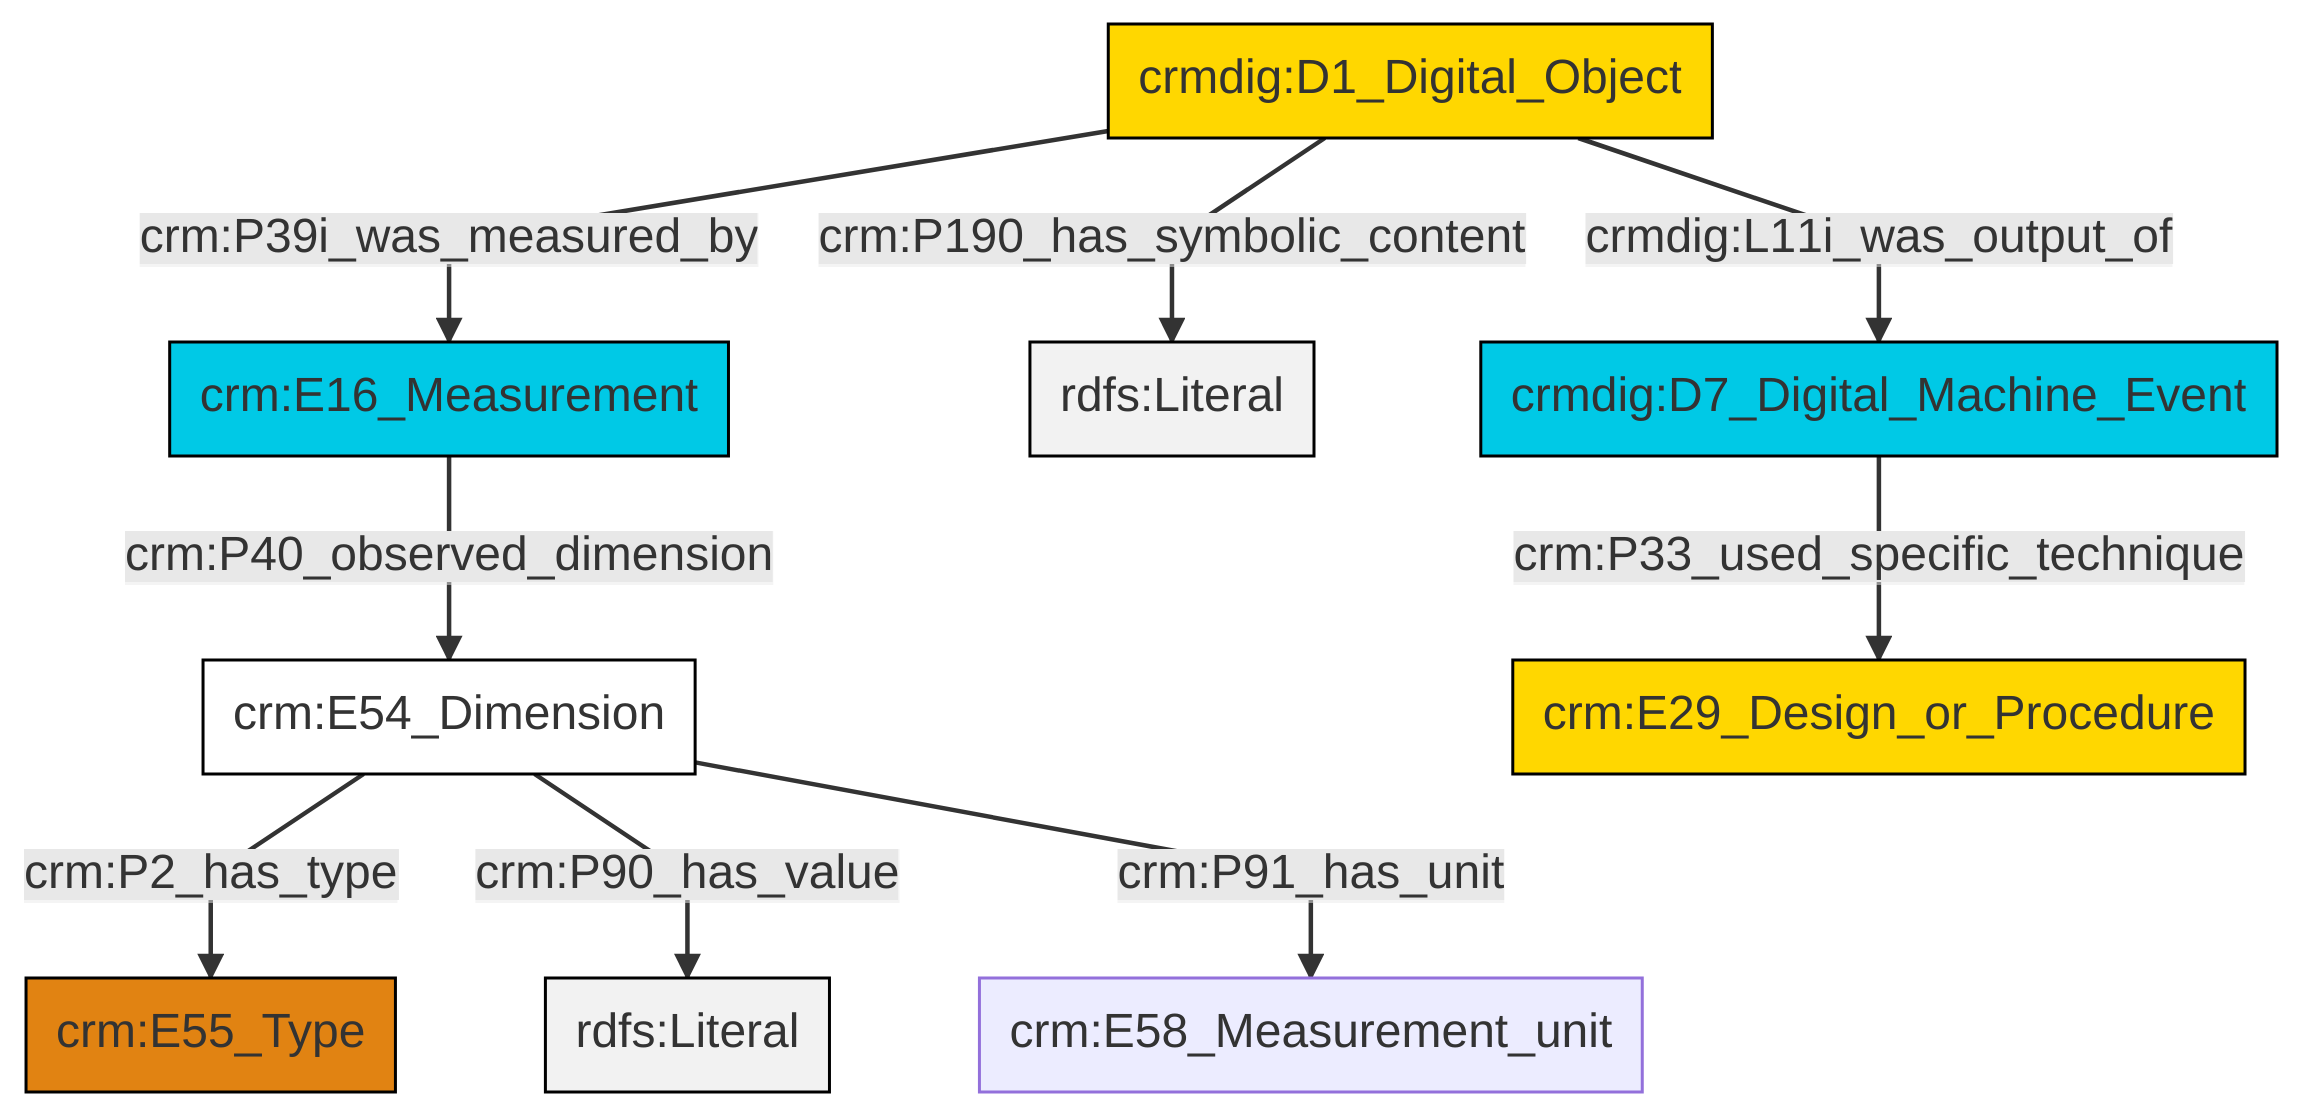 crmdig:D1_Digital_Object
crm:P39i_was_measured_by
crm:P190_has_symbolic_content
crmdig:L11i_was_output_of
crm:E16_Measurement
rdfs:Literal
crmdig:D7_Digital_Machine_Event
crm:P40_observed_dimension
crm:P33_used_specific_technique
crm:E54_Dimension
crm:E29_Design_or_Procedure
crm:P2_has_type
crm:P90_has_value
crm:P91_has_unit
crm:E55_Type
rdfs:Literal
crm:E58_Measurement_unit